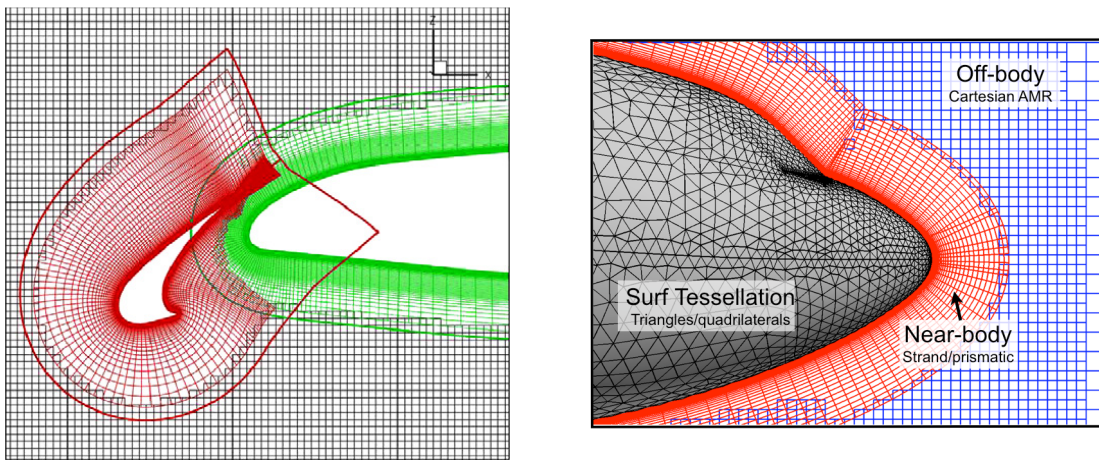 Z
X
Off-body
Cartesian AMR
Surf Tessellation
Triangles/quadrilaterals
Near-body
Strand/prismatic